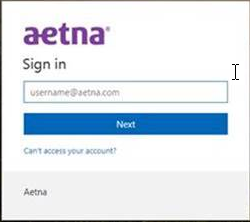 aetna®
Sign in
username@aetna.com
Next
Can't access your account?
Aetna